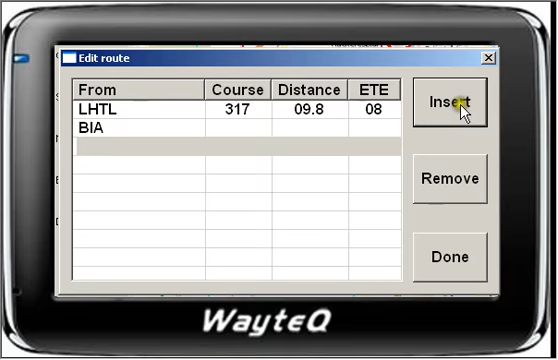 Edit route
From Course Distance ETE
LHTL 317 09.8 08
BIA
Insert
Remove
Done
WayteQ